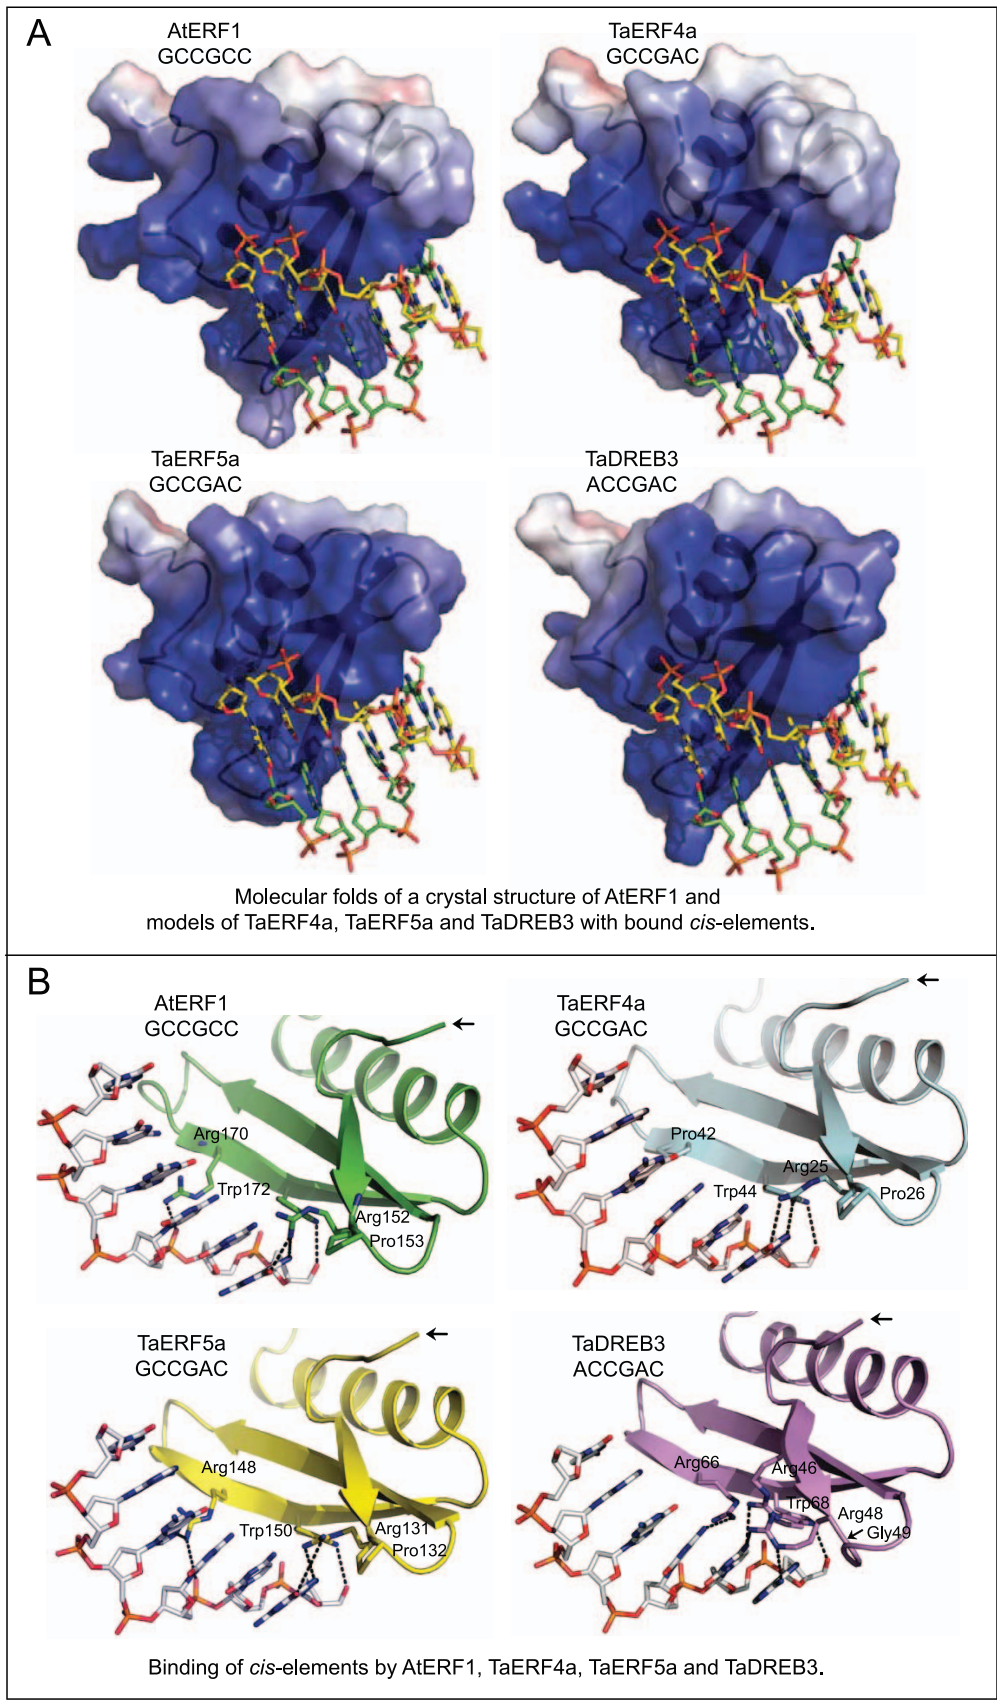 A
AtERF1
GCCGCC
TaERF4a
GCCGAC
TaERF5a
GCCGAC
TaDREB3
ACCGAC
Molecular folds of a crystal structure of AtERF1 and
models of TaERF4a, TaERF5a and TaDREB3 with bound cis-elements.
B
AtERF1
GCCGCC
Arg170
Trp172
Arg152
Pro153
TaERF4a
GCCGAC
Pro42
Arg25
Trp44
Pro26
TaERF5a
GCCGAC
Arg148
Trp150
Arg131
Pro132
TaDREB3
ACCGAC
Arg66
Arg46
Trp68
Arg48
Gly49
Binding of cis-elements by AtERF1, TaERF4a, TaERF5a and TaDREB3.